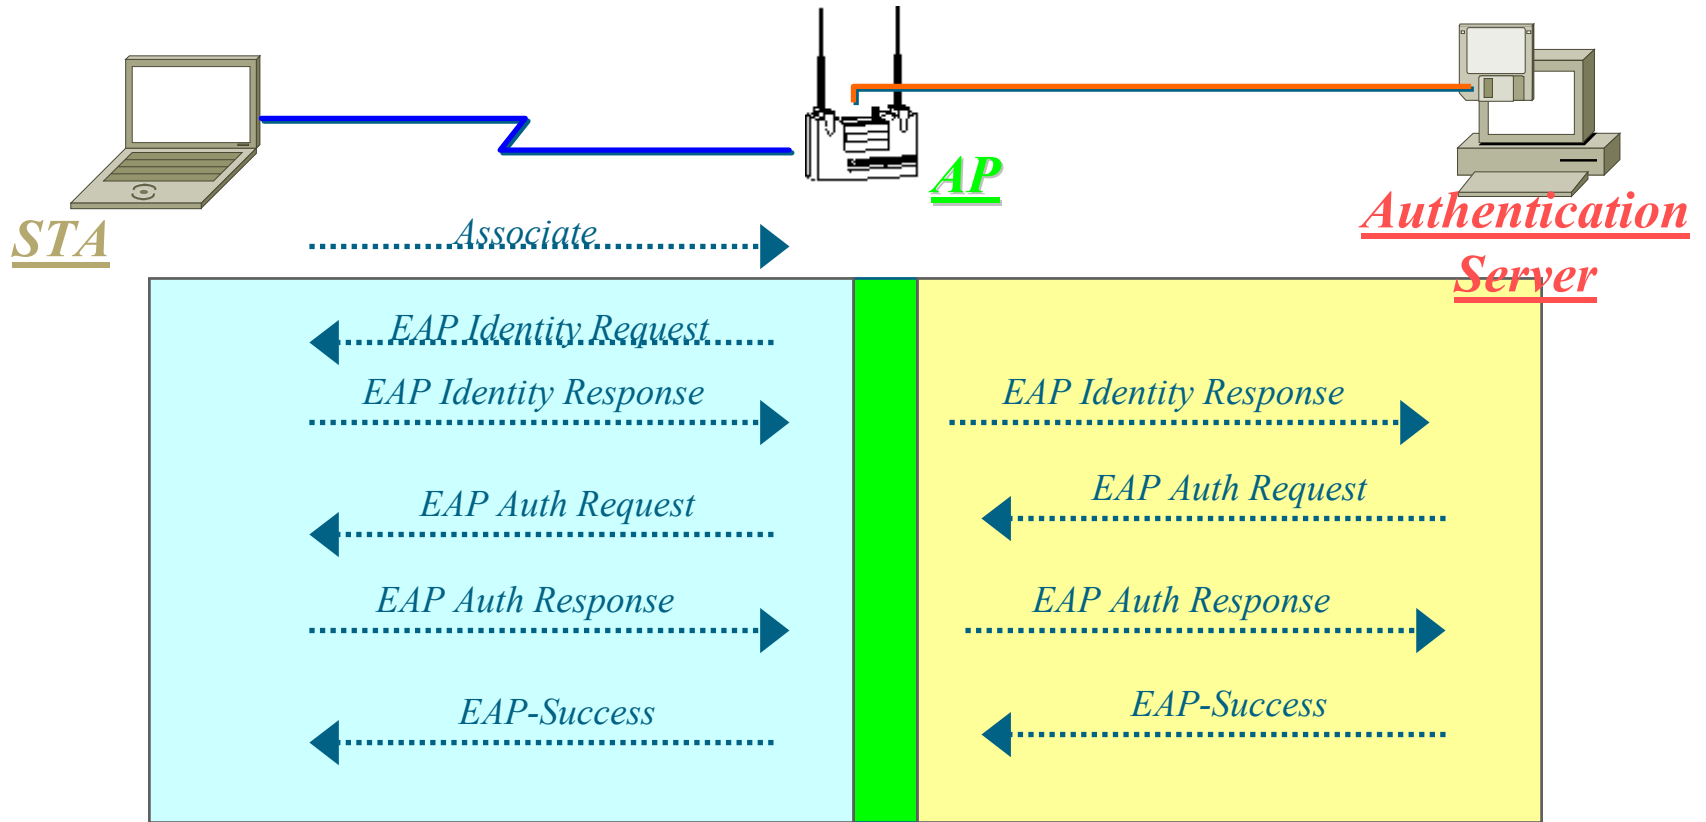 AP
STA
Authentication
Server
Associate
EAP Identity Request
EAP Identity Response
EAP Identity Response
EAP Auth Request
EAP Auth Request
EAP Auth Response
EAP Auth Response
EAP-Success
EAP-Success